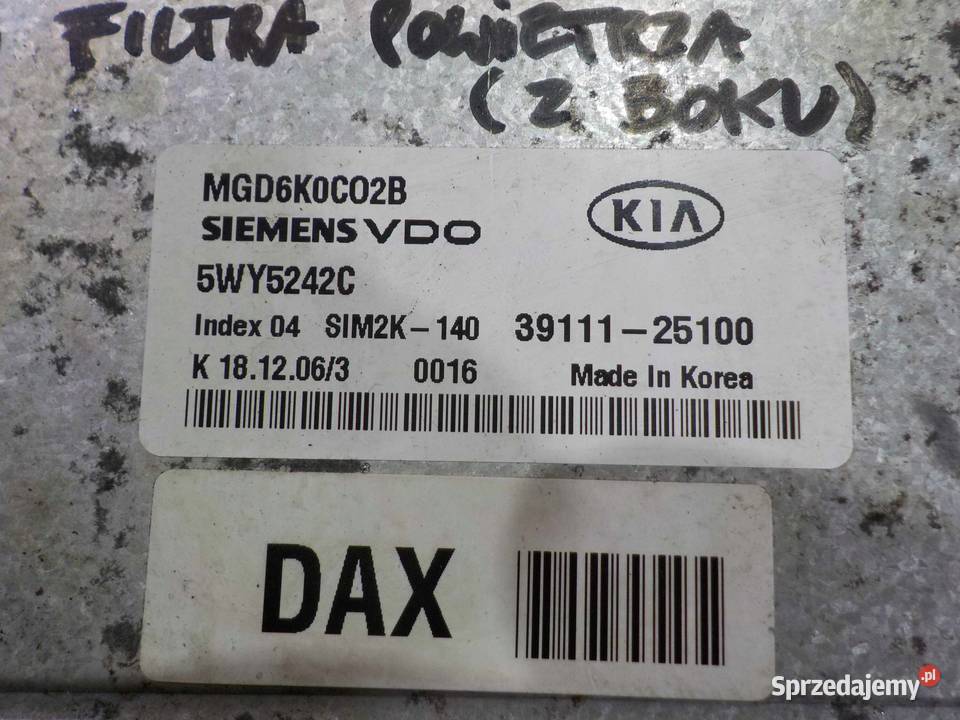 FILTRA POWIETRZA
(Z BOKU)
MGD6K0C02B
SIEMENS VDO
KIA
5WY5242C
Index 04 SIM2K-140 39111-25100
K 18.12.06/3 0016 Made In Korea
DAX
Sprzedajemy.pl